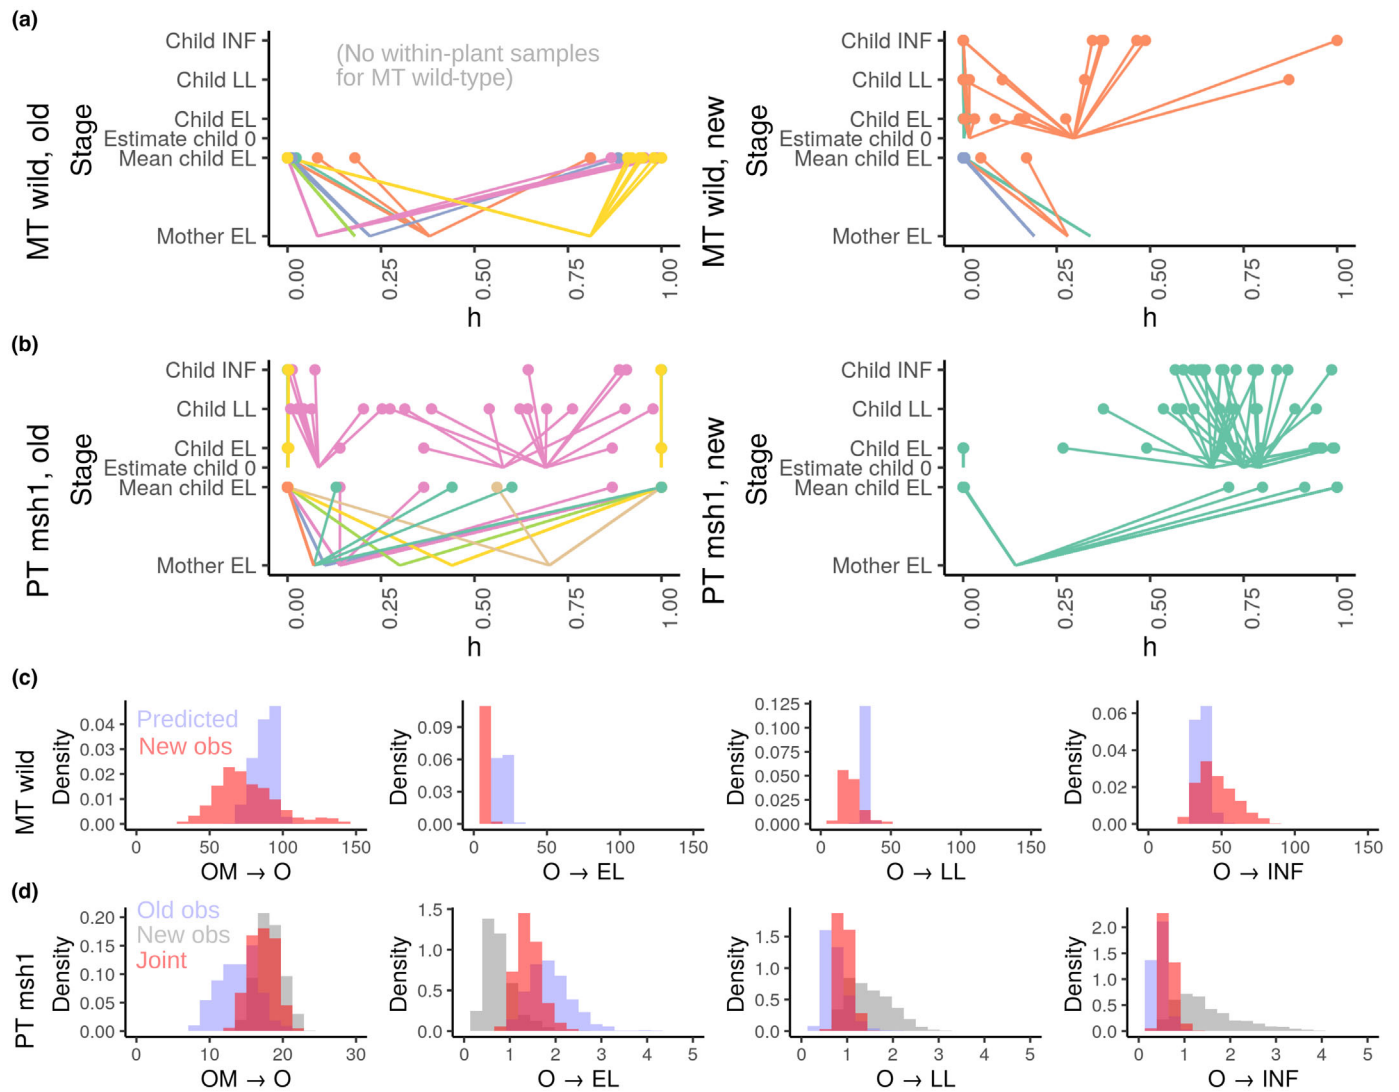 (a)
MT wild, old
Stage
Child INF
Child LL
Child EL
Estimate child 0
Mean child EL
Mother EL
(No within-plant samples
for MT wild-type)
0.00 0.25 0.50 0.75 1.00
h
MT wild, new
Stage
Child INF
Child LL
Child EL
Estimate child 0
Mean child EL
Mother EL
0.00 0.25 0.50 0.75 1.00
h
(b)
PT msh1, old
Stage
Child INF
Child LL
Child EL
Estimate child 0
Mean child EL
Mother EL
0.00 0.25 0.50 0.75 1.00
h
PT msh1, new
Stage
Child INF
Child LL
Child EL
Estimate child 0
Mean child EL
Mother EL
0.00 0.25 0.50 0.75 1.00
h
(c)
MT wild
Density
0.04
0.03
0.02
0.01
0.00
Predicted
New obs
0 50 100 150
OM → O
Density
0.09
0.06
0.03
0.00
0 50 100 150
O → EL
Density
0.125
0.100
0.075
0.050
0.025
0.000
0 50 100 150
O → LL
Density
0.06
0.04
0.02
0.00
0 50 100 150
O → INF
(d)
PT msh1
Density
0.20
0.15
0.10
0.05
0.00
Old obs
New obs
Joint
0 10 20 30
OM → O
Density
1.5
1.0
0.5
0.0
0 1 2 3 4 5
O → EL
Density
1.5
1.0
0.5
0.0
0 1 2 3 4 5
O → LL
Density
2.0
1.5
1.0
0.5
0.0
0 1 2 3 4 5
O → INF